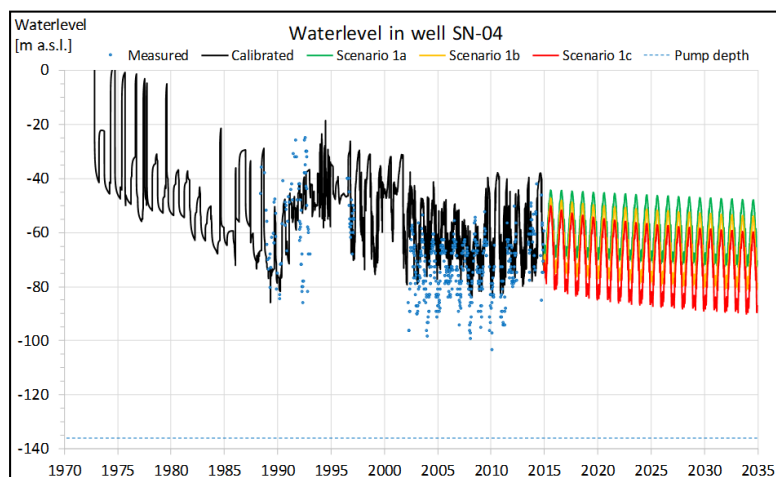 Waterlevel in well SN-04
Waterlevel
[m a.s.l.]
Measured Calibrated Scenario 1a Scenario 1b Scenario 1c Pump depth
0
-20
-40
-60
-80
-100
-120
-140
1970 1975 1980 1985 1990 1995 2000 2005 2010 2015 2020 2025 2030 2035